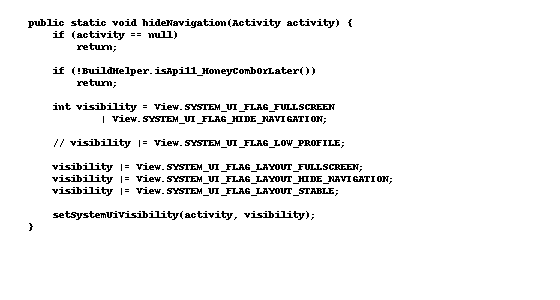 public static void hideNavigation(Activity activity) {
if (activity == null)
return;
if (!BuildHelper.isApi11_HoneyCombOrLater())
return;
int visibility = View.SYSTEM_UI_FLAG_FULLSCREEN
| View.SYSTEM_UI_FLAG_HIDE_NAVIGATION;
// visibility |= View.SYSTEM_UI_FLAG_LOW_PROFILE;
visibility |= View.SYSTEM_UI_FLAG_LAYOUT_FULLSCREEN;
visibility |= View.SYSTEM_UI_FLAG_LAYOUT_HIDE_NAVIGATION;
visibility |= View.SYSTEM_UI_FLAG_LAYOUT_STABLE;
setSystemUiVisibility(activity, visibility);
}